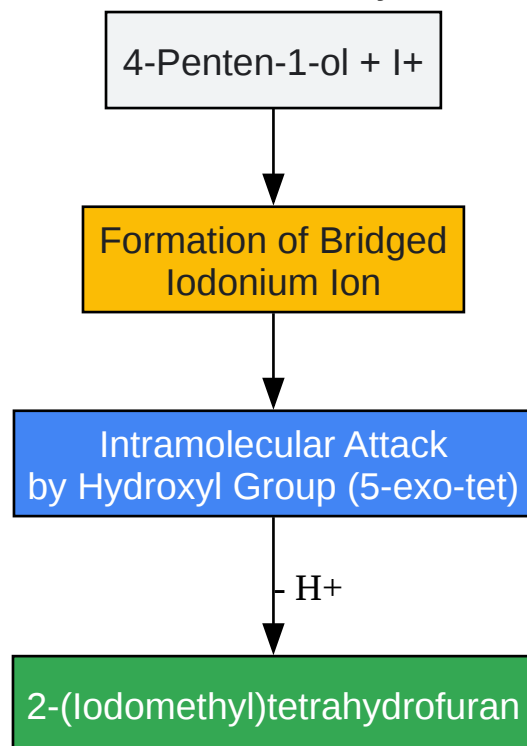 4-Penten-1-ol + I+
Formation of Bridged
Iodonium Ion
Intramolecular Attack
by Hydroxyl Group (5-exo-tet)
- H+
2-(Iodomethyl)tetrahydrofuran